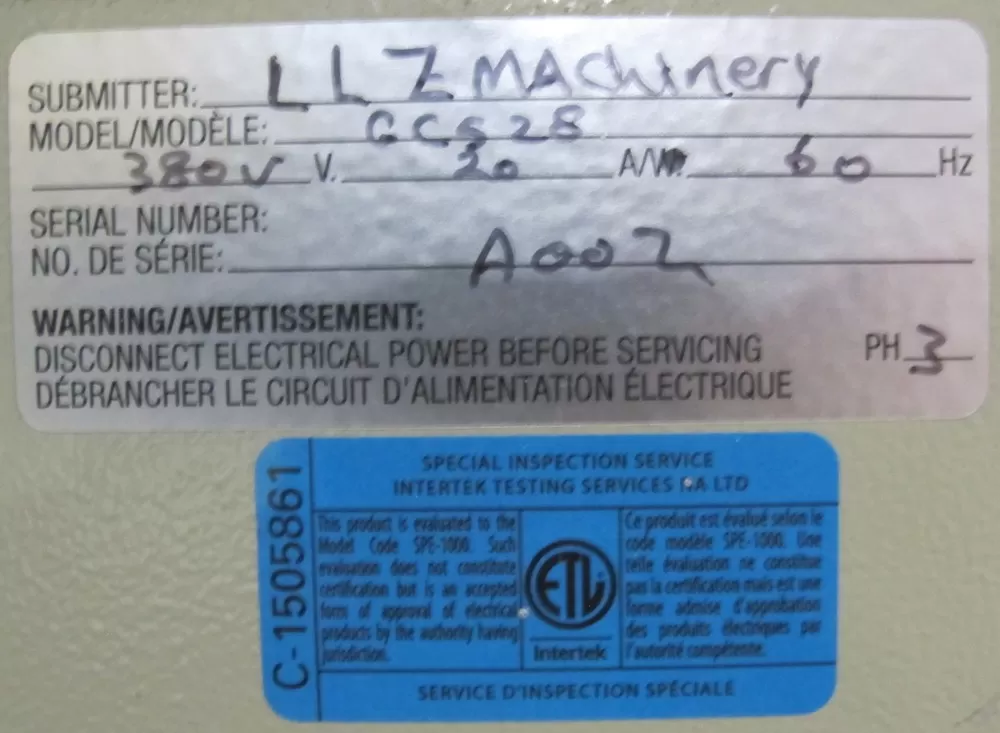 SUBMITTER: LLZ MAChinery
MODEL/MODÈLE: GCS28
380V V. 20 A/W. 60 Hz
SERIAL NUMBER:
NO. DE SÉRIE: A002
WARNING/AVERTISSEMENT:
DISCONNECT ELECTRICAL POWER BEFORE SERVICING PH 3
DÉBRANCHER LE CIRCUIT D'ALIMENTATION ÉLECTRIQUE
C-1505861
SPECIAL INSPECTION SERVICE
INTERTEK TESTING SERVICES NA LTD
This product is evaluated to the
Model Code SPE-1000. Such
evaluation does not constitute
certification but is an accepted
form of approval of electrical
products by the authority having
jurisdiction.
ETL
Intertek
Ce produit est évalué selon le
code modèle SPE-1000. Une
telle évaluation ne constitue
pas la certification mais est une
forme admise d'approbation
des produits électriques par
l'autorité compétente.
SERVICE D'INSPECTION SPÉCIALE